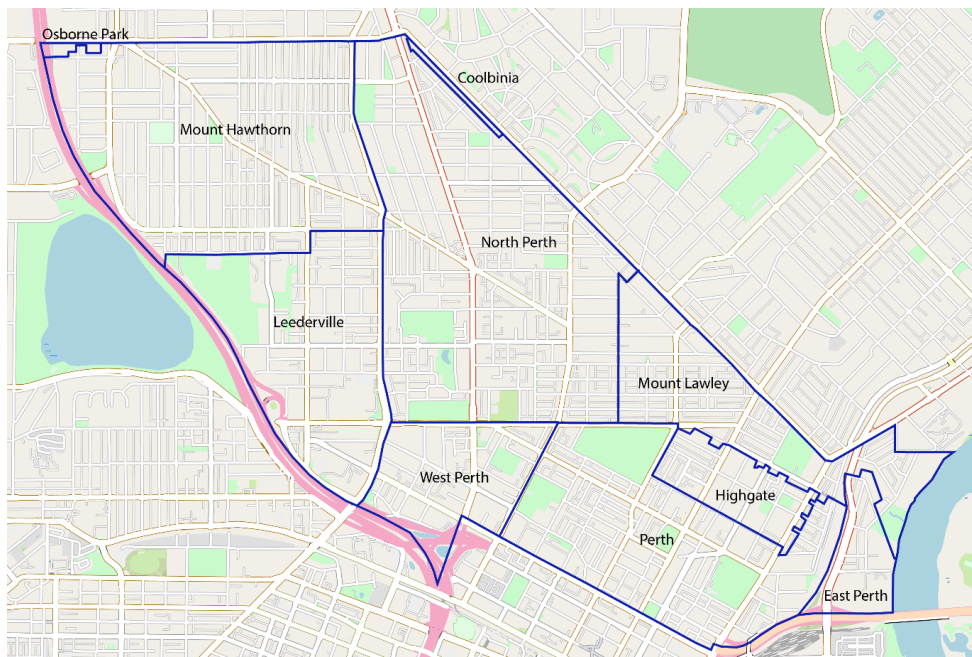 Osborne Park
Coolbinia
Mount Hawthorn
North Perth
Leederville
Mount Lawley
West Perth
Highgate
Perth
East Perth